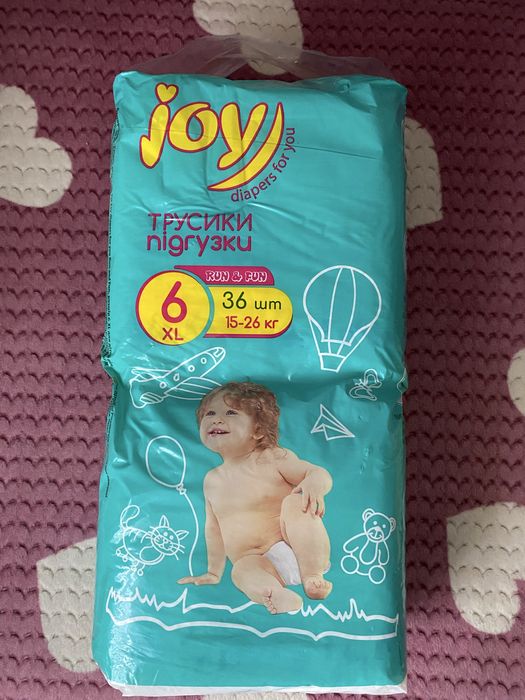 joy
diapers for you
ТРУСИКИ
підгузки
RUN & FUN
6
XL
36 шт
15-26 кг